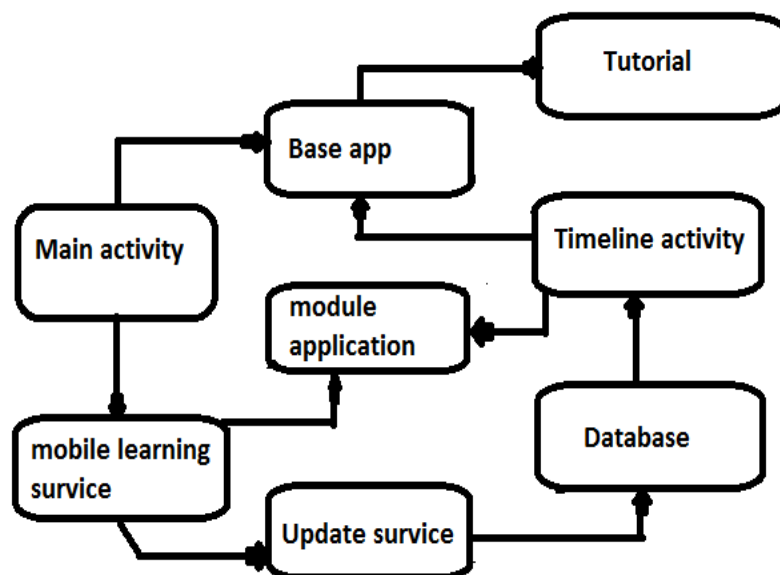 Tutorial
Base app
Main activity
Timeline activity
module
application
mobile learning
survice
Database
Update survice